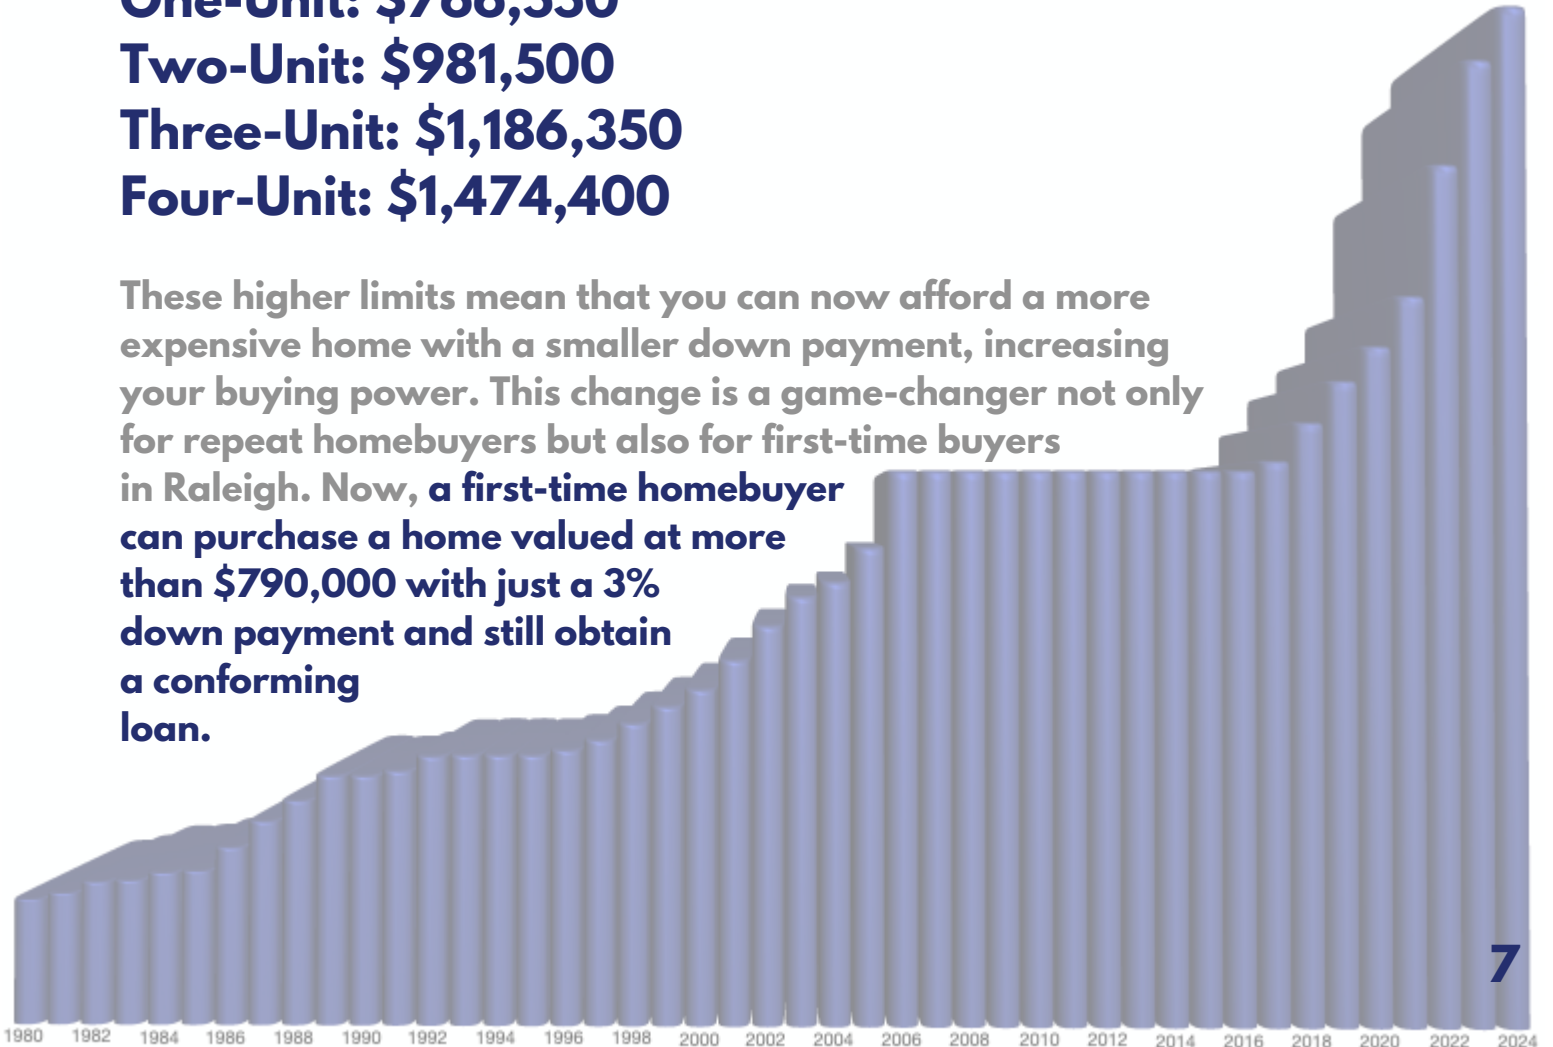 One-Unit: $766,550
Two-Unit: $981,500
Three-Unit: $1,186,350
Four-Unit: $1,474,400
These higher limits mean that you can now afford a more
expensive home with a smaller down payment, increasing
your buying power. This change is a game-changer not only
for repeat homebuyers but also for first-time buyers
in Raleigh. Now, a first-time homebuyer
can purchase a home valued at more
than $790,000 with just a 3%
down payment and still obtain
a conforming
loan.
7
1980 1982 1984 1986 1988 1990 1992 1994 1996 1998 2000 2002 2004 2006 2008 2010 2012 2014 2016 2018 2020 2022 2024